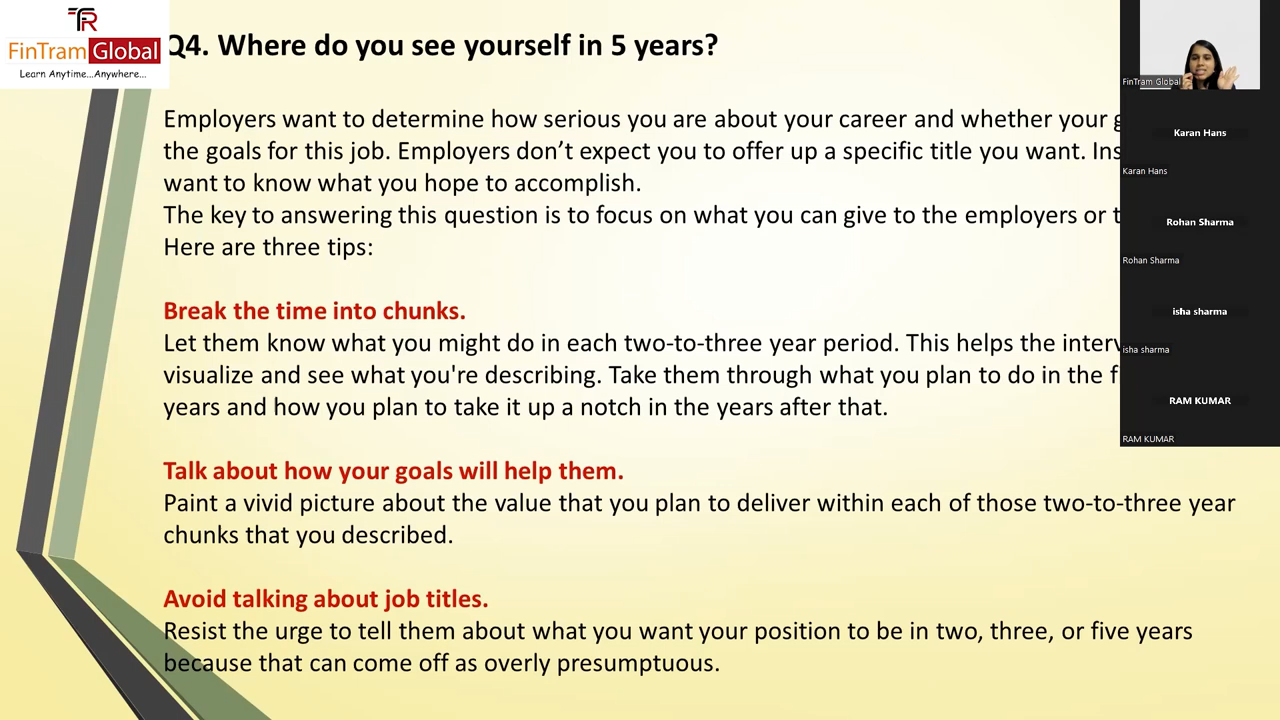 TR
FinTram Global
Learn Anytime...Anywhere...
Q4. Where do you see yourself in 5 years?
Employers want to determine how serious you are about your career and whether your
the goals for this job. Employers don’t expect you to offer up a specific title you want.
want to know what you hope to accomplish.
The key to answering this question is to focus on what you can give to the employers or
Here are three tips:
Break the time into chunks.
Let them know what you might do in each two-to-three year period. This helps the
visualize and see what you're describing. Take them through what you plan to do in the
years and how you plan to take it up a notch in the years after that.
Talk about how your goals will help them.
Paint a vivid picture about the value that you plan to deliver within each of those two-to-three year
chunks that you described.
Avoid talking about job titles.
Resist the urge to tell them about what you want your position to be in two, three, or five years
because that can come off as overly presumptuous.
FinTram Global
Karan Hans
Karan Hans
Rohan Sharma
Rohan Sharma
isha sharma
isha sharma
RAM KUMAR
RAM KUMAR